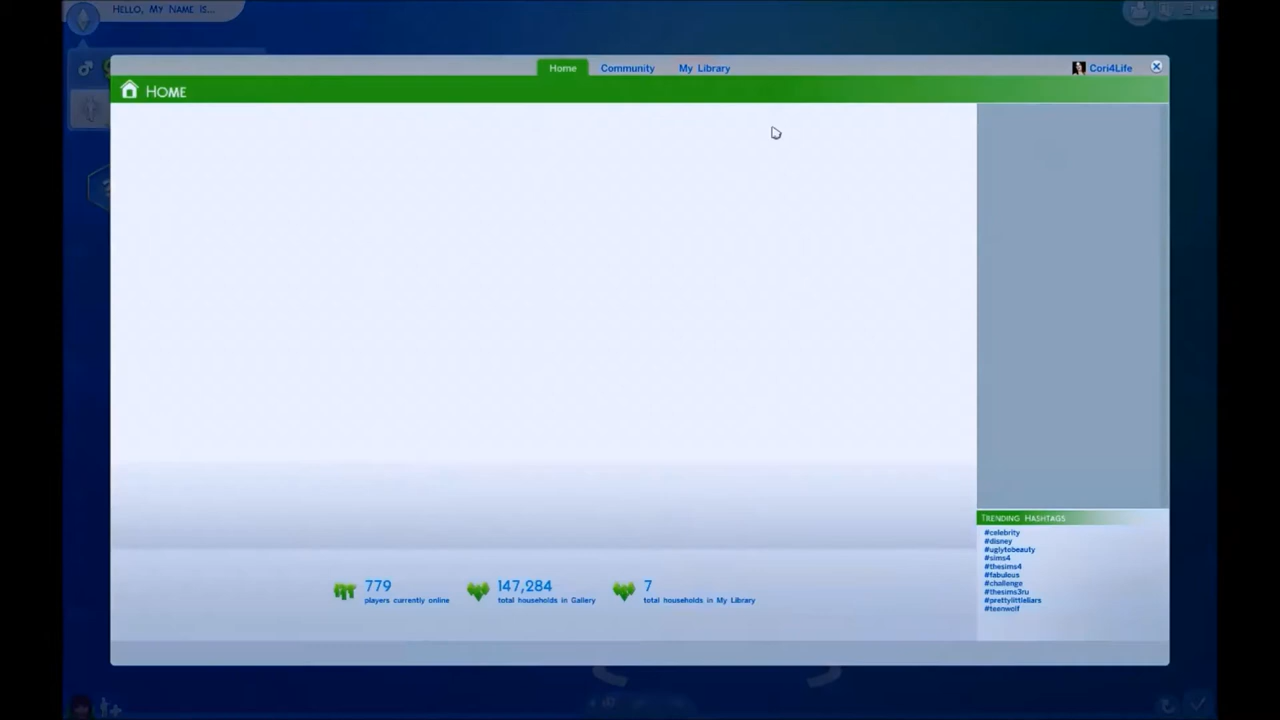 Hello, My Name is...
Home
Community
My Library
Cori4Life
Home
Trending Hashtags
#celebrity
#disney
#uglytobeauty
#sims4
#thesims4
#fabulous
#challenge
#thesims3ru
#prettylittleliars
#teenwolf
779
players currently online
147,284
total households in Gallery
7
total households in My Library